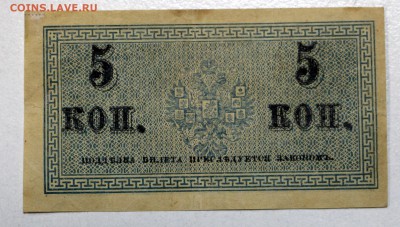 COINS.LAVE.RU
5 5
КОП. КОП.
ПОДДѢЛКА БИЛЕТА ПРЕСЛѢДУЕТСЯ ЗАКОНОМЪ.